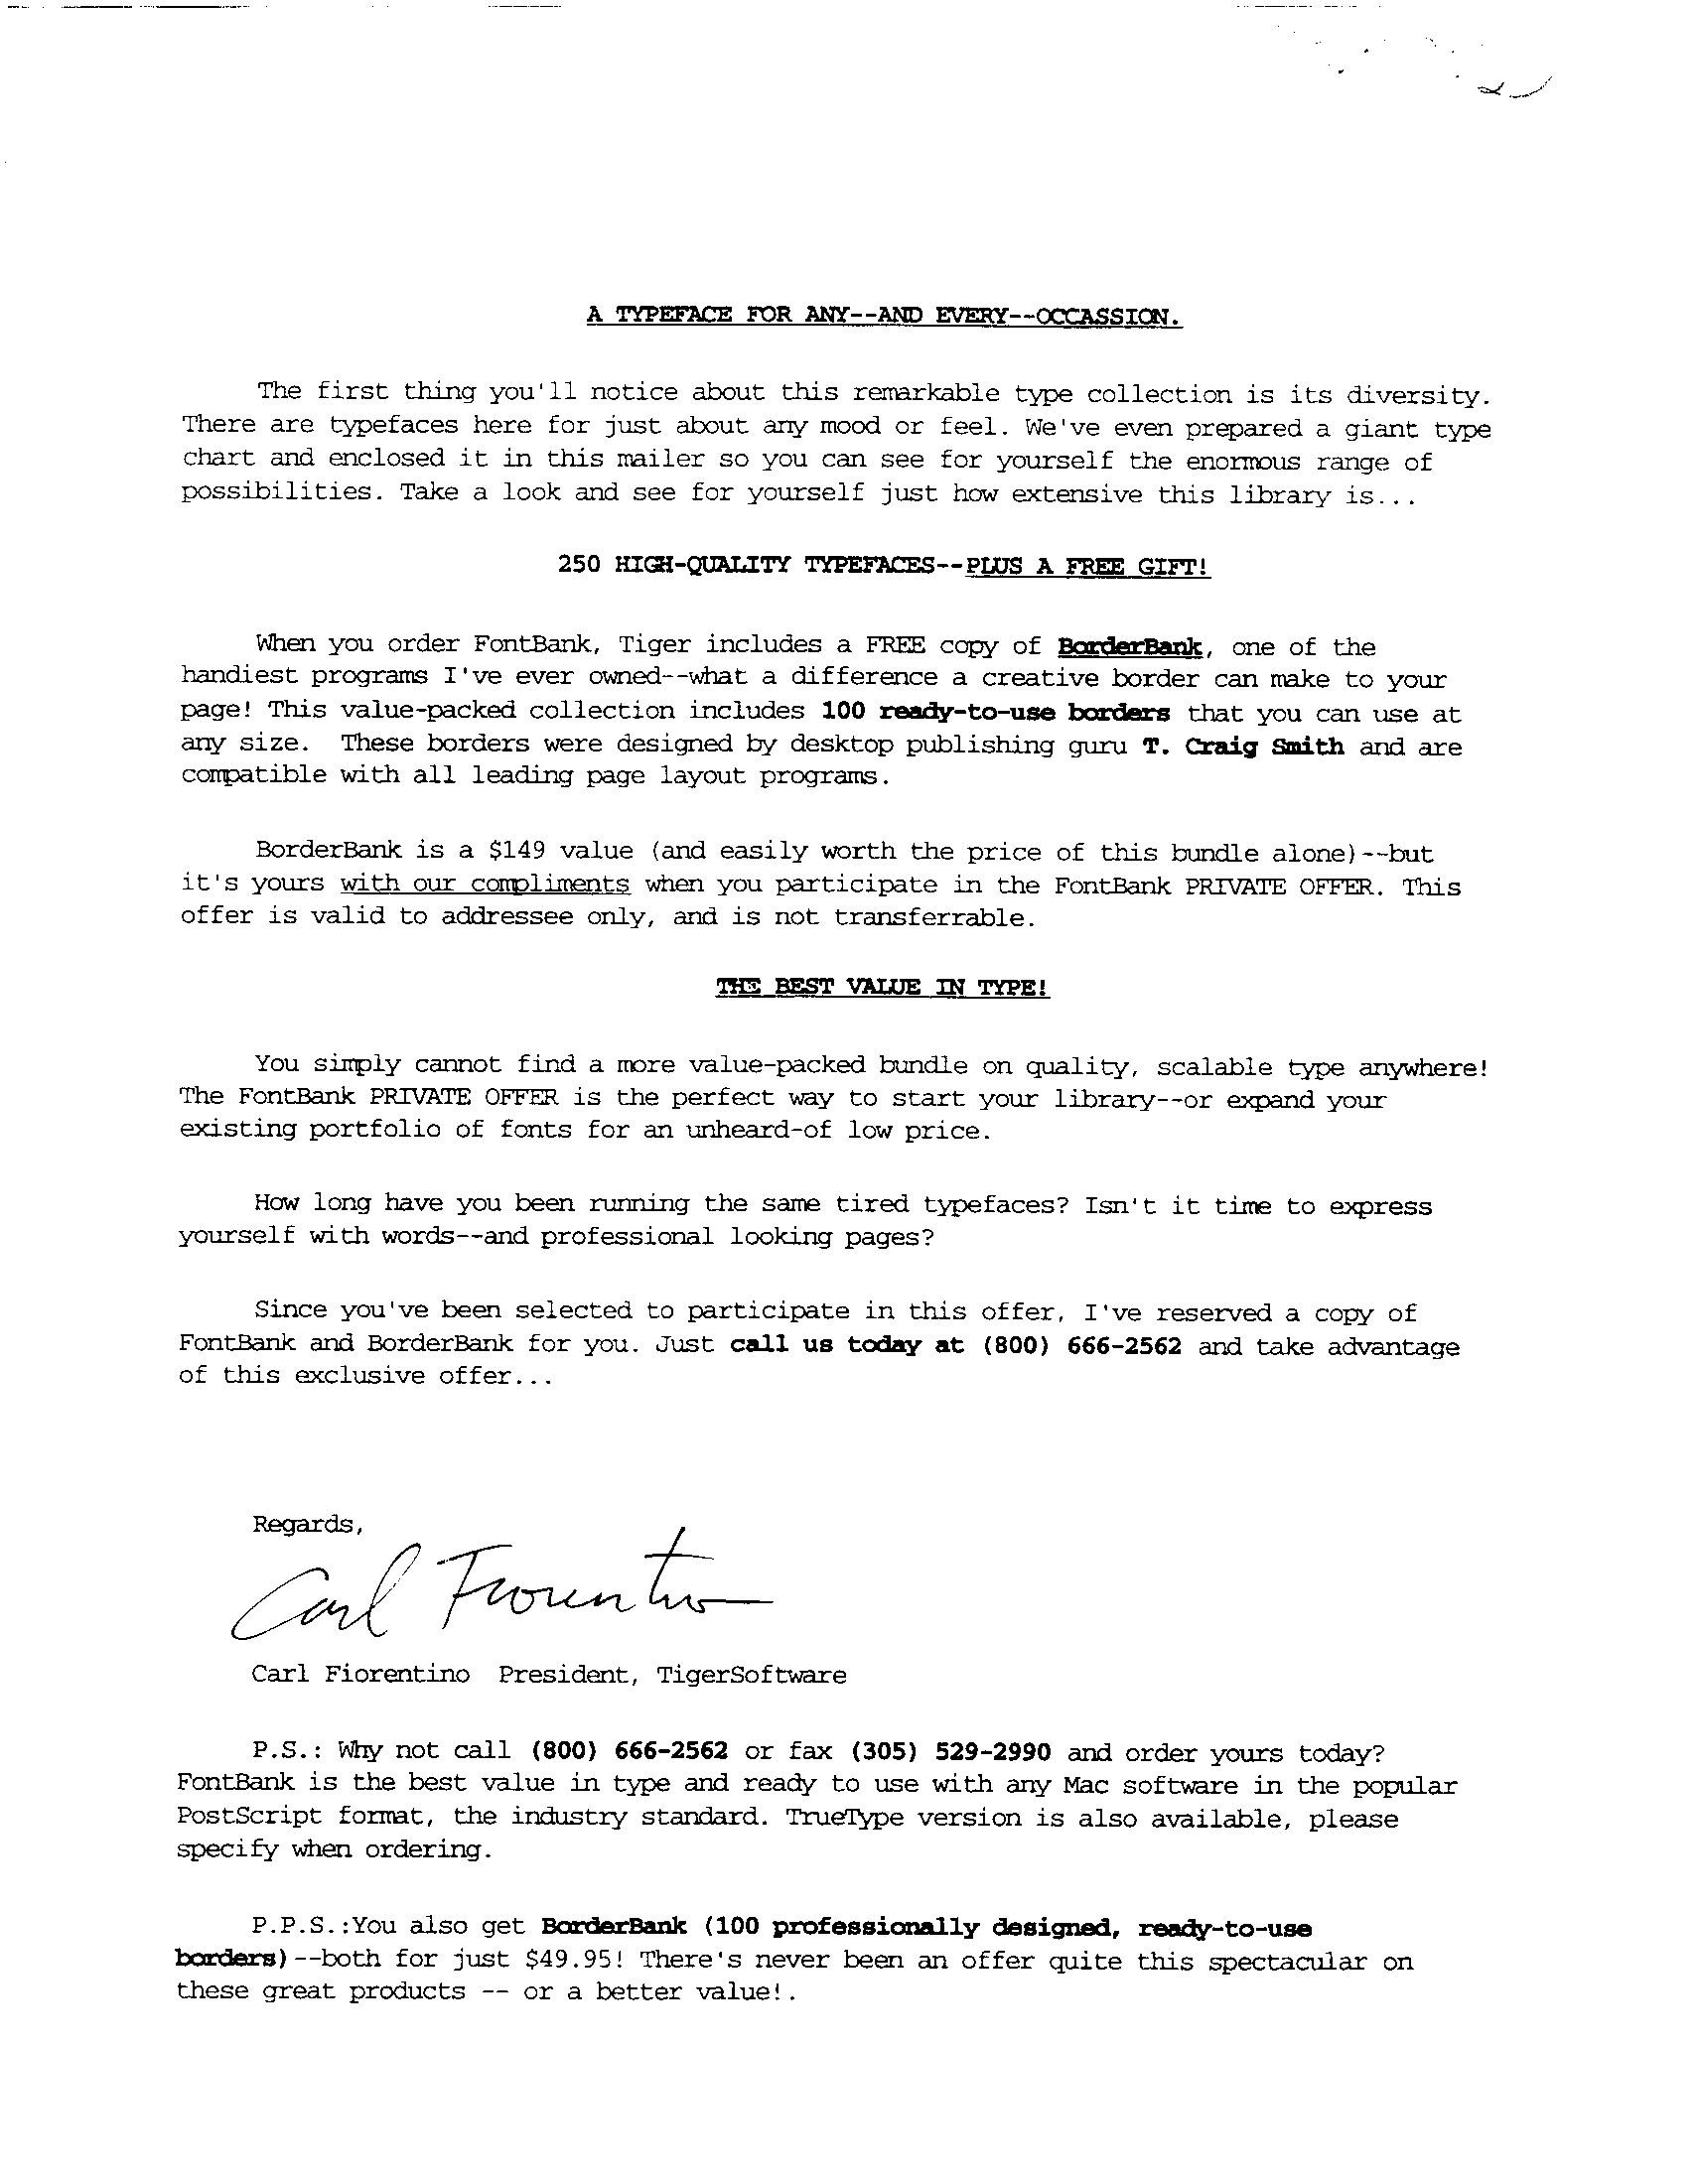 A TYPEFACE FOR ANY--AND EVERY--OCCASSION.
The first thing you'll notice about this remarkable type collection is its diversity.
There are typefaces here for just about any mood or feel. We've even prepared a giant type
chart and enclosed it in this mailer so you can see for yourself the enormous range of
possibilities. Take a look and see for yourself just how extensive this library is...
250 HIGH-QUALITY TYPEFACES--PLUS A FREE GIFT!
When you order FontBank, Tiger includes a FREE copy of BorderBank, one of the
handiest programs I've ever owned--what a difference a creative border can make to your
page! This value-packed collection includes 100 ready-to-use borders that you can use at
any size.  These borders were designed by desktop publishing guru T. Craig Smith and are
compatible with all leading page layout programs.
BorderBank is a $149 value (and easily worth the price of this bundle alone)--but
it's yours with our compliments when you participate in the FontBank PRIVATE OFFER. This
offer is valid to addressee only, and is not transferrable.
THE BEST VALUE IN TYPE!
You simply cannot find a more value-packed bundle on quality, scalable type anywhere!
The FontBank PRIVATE OFFER is the perfect way to start your library--or expand your
existing portfolio of fonts for an unheard-of low price.
How long have you been running the same tired typefaces? Isn't it time to express
yourself with words--and professional looking pages?
Since you've been selected to participate in this offer, I've reserved a copy of
FontBank and BorderBank for you. Just call us today at (800) 666-2562 and take advantage
of this exclusive offer...
Regards,
Carl Fiorentino
Carl Fiorentino  President, TigerSoftware
P.S.: Why not call (800) 666-2562 or fax (305) 529-2990 and order yours today?
FontBank is the best value in type and ready to use with any Mac software in the popular
PostScript format, the industry standard. TrueType version is also available, please
specify when ordering.
P.P.S.:You also get BorderBank (100 professionally designed, ready-to-use
borders)--both for just $49.95! There's never been an offer quite this spectacular on
these great products -- or a better value!.